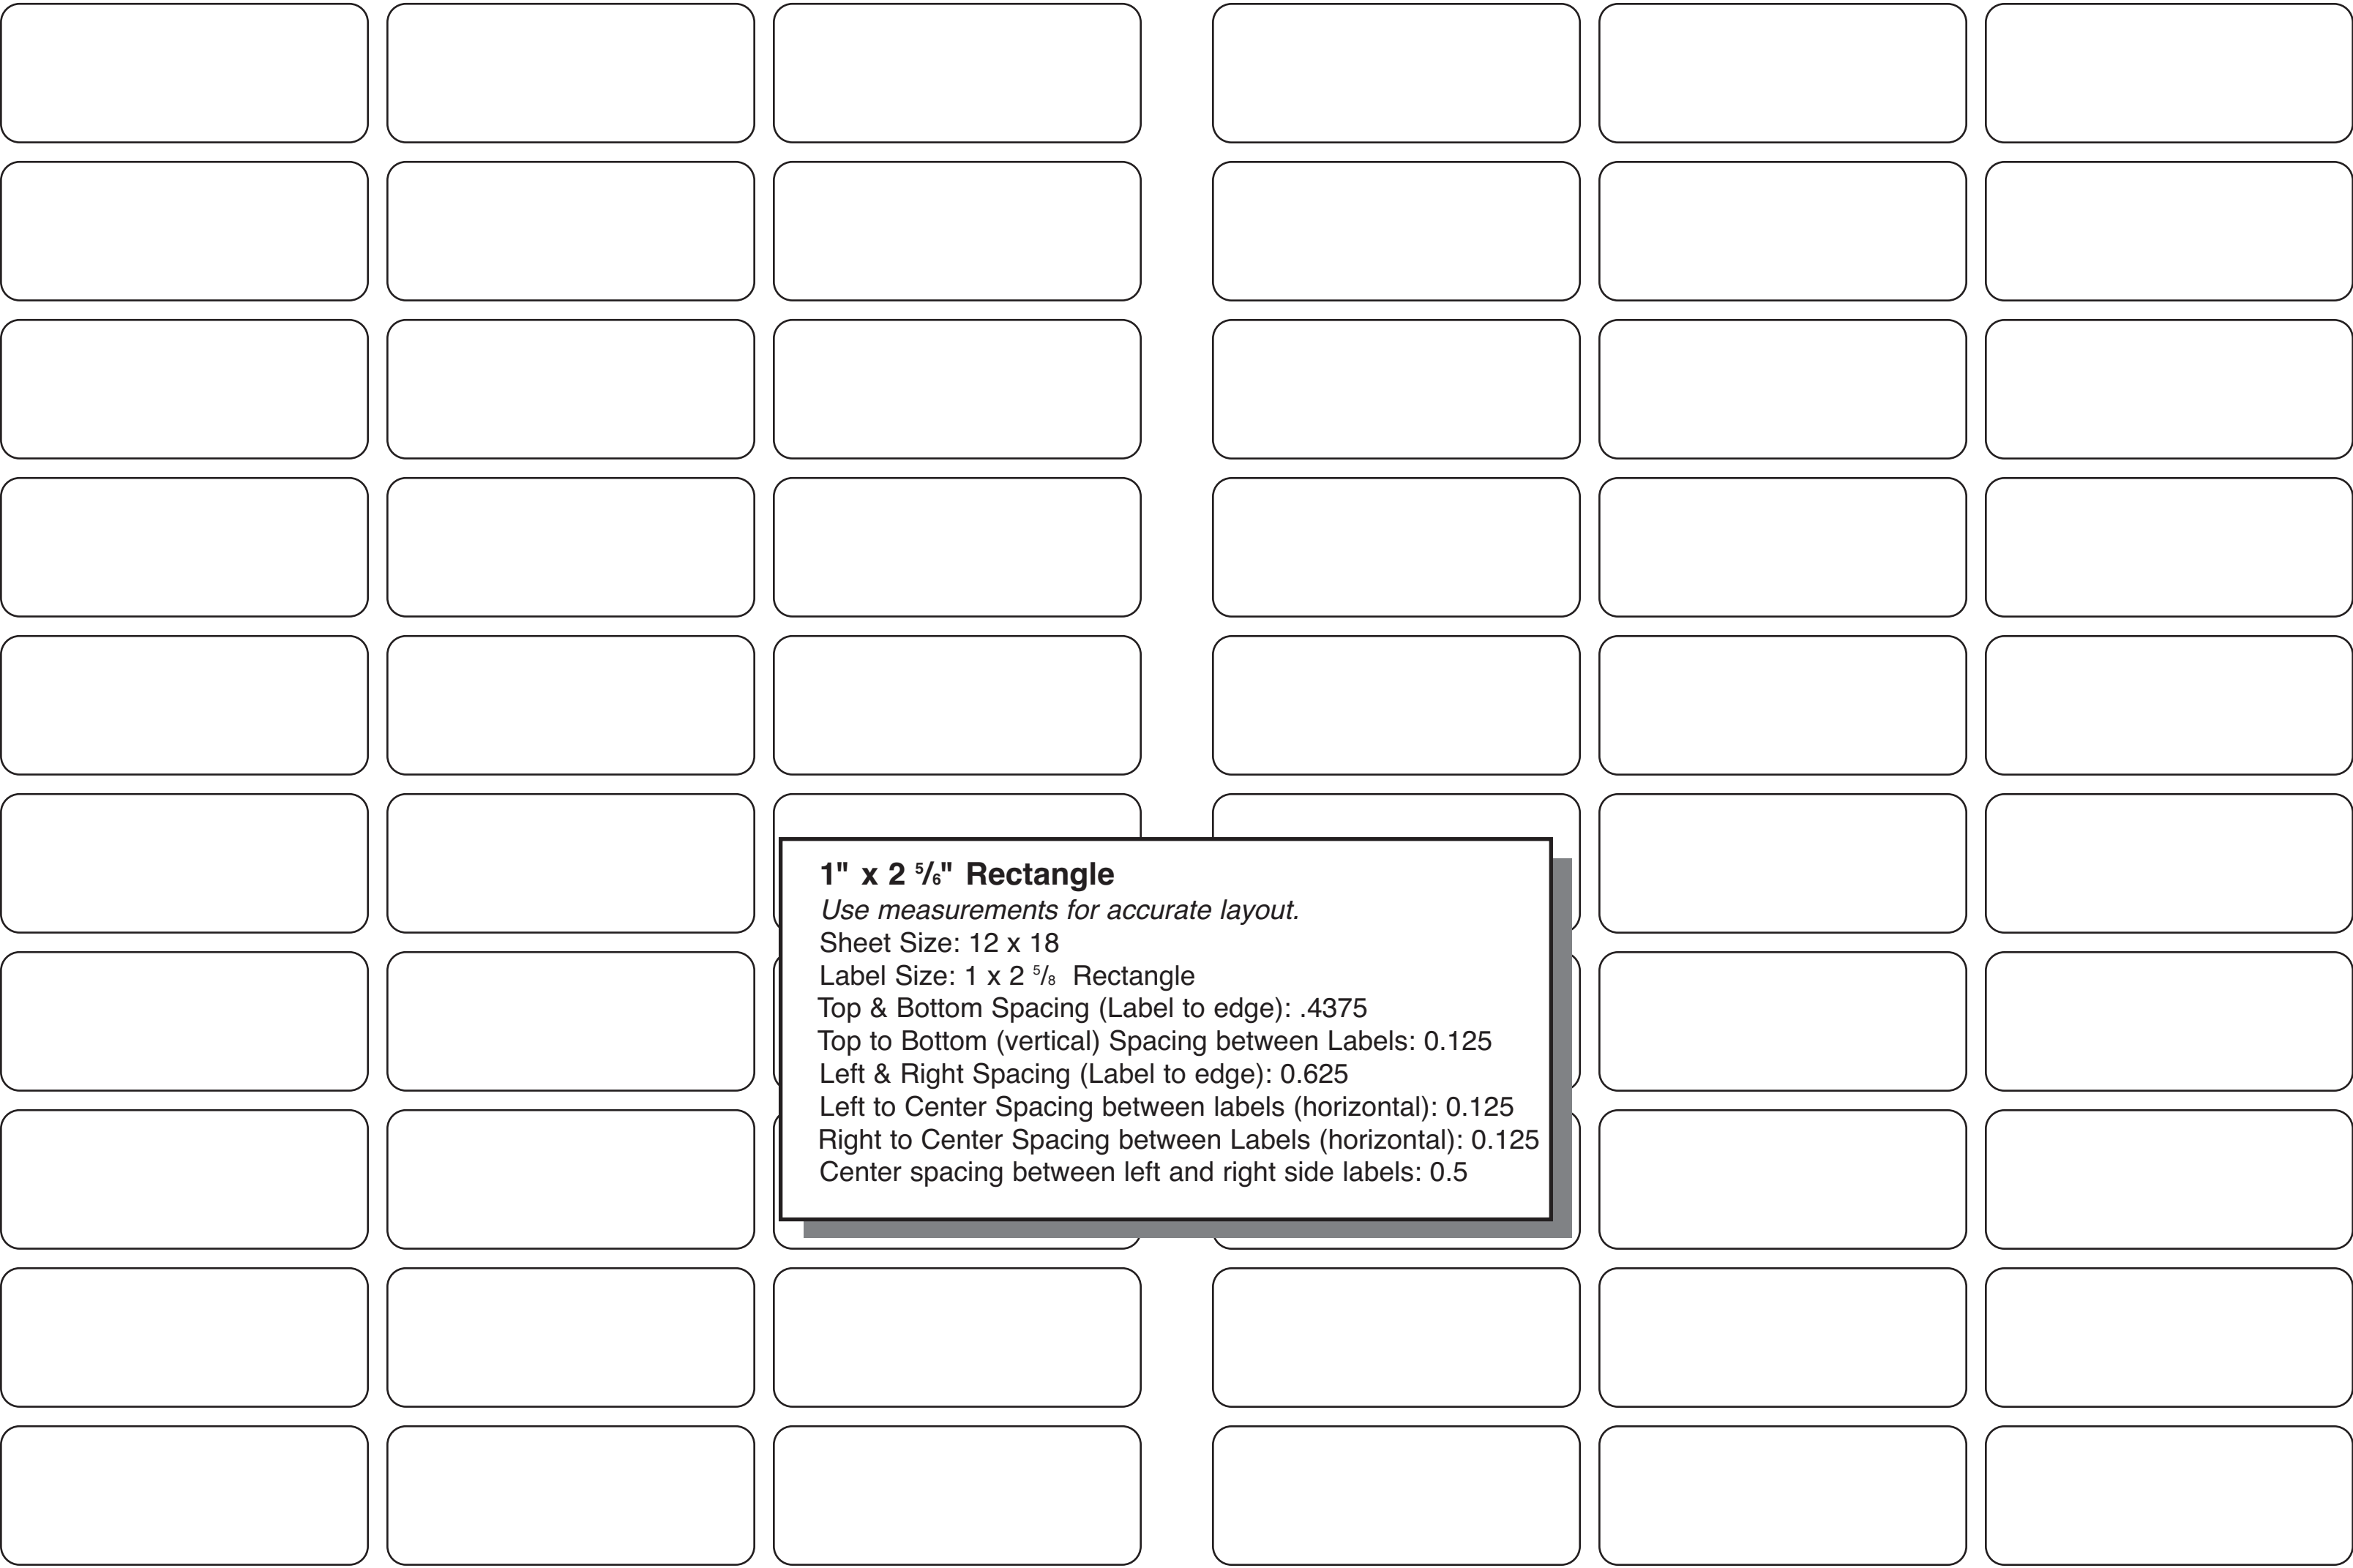 1" x 2 5/6" Rectangle
Use measurements for accurate layout.
Sheet Size: 12 x 18
Label Size: 1 x 2 5/8 Rectangle
Top & Bottom Spacing (Label to edge): .4375
Top to Bottom (vertical) Spacing between Labels: 0.125
Left & Right Spacing (Label to edge): 0.625
Left to Center Spacing between labels (horizontal): 0.125
Right to Center Spacing between Labels (horizontal): 0.125
Center spacing between left and right side labels: 0.5